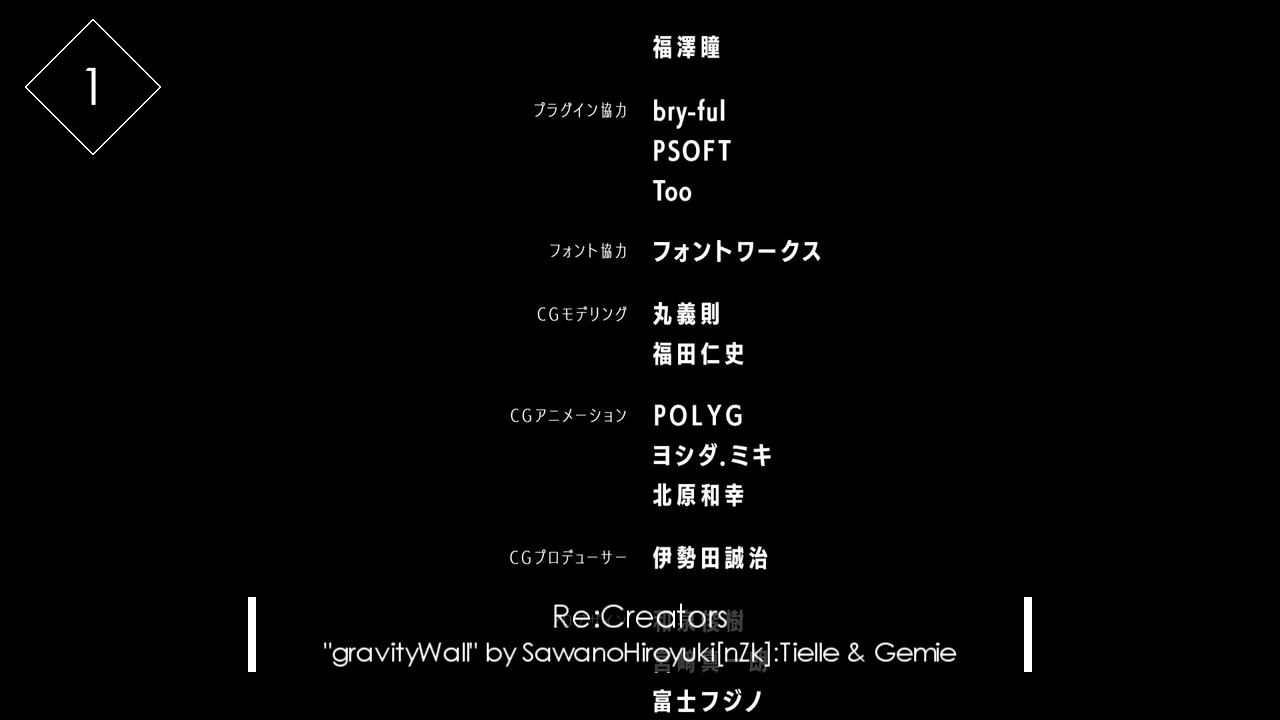 1
福澤瞳
プラグイン協力 bry-ful
PSOFT
Too
フォント協力 フォントワークス
CGモデリング 丸義則
福田仁史
CGアニメーション POLYG
ヨシダ.ミキ
北原和幸
CGプロデューサー 伊勢田誠治
Re:Creators
"gravityWall" by SawanoHiroyuki[nZk]:Tielle & Gemie
富士フジノ